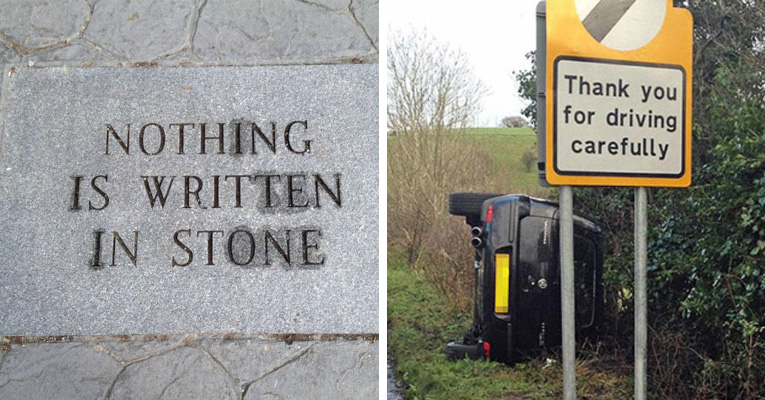 NOTHING
IS WRITTEN
IN STONE
Thank you
for driving
carefully